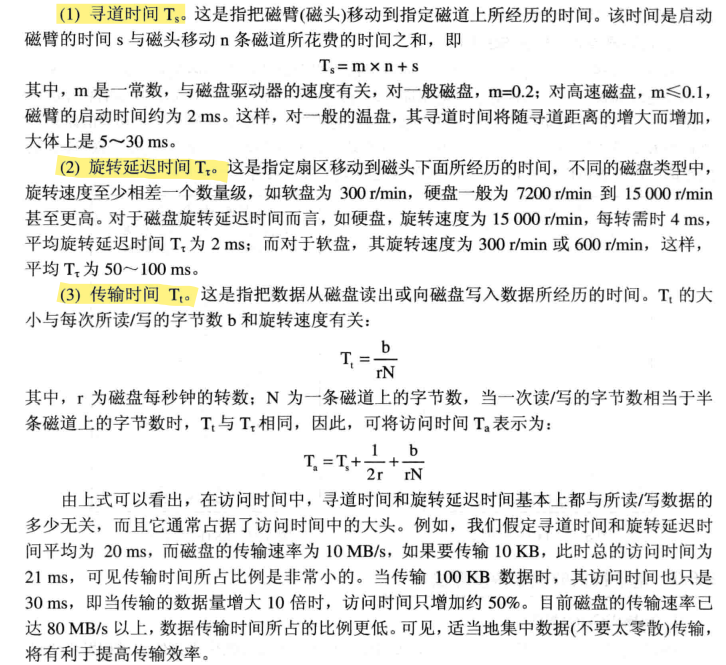 (1) 寻道时间 Tₛ。这是指把磁臂(磁头)移动到指定磁道上所经历的时间。该时间是启动
磁臂的时间 s 与磁头移动 n 条磁道所花费的时间之和，即
Tₛ = m × n + s
其中，m 是一常数，与磁盘驱动器的速度有关，对一般磁盘，m=0.2；对高速磁盘，m≤0.1，
磁臂的启动时间约为 2 ms。这样，对一般的温盘，其寻道时间将随寻道距离的增大而增加，
大体上是 5～30 ms。
(2) 旋转延迟时间 Tτ。这是指定扇区移动到磁头下面所经历的时间，不同的磁盘类型中，
旋转速度至少相差一个数量级，如软盘为 300 r/min，硬盘一般为 7200 r/min 到 15 000 r/min
甚至更高。对于磁盘旋转延迟时间而言，如硬盘，旋转速度为 15 000 r/min，每转需时 4 ms，
平均旋转延迟时间 Tτ 为 2 ms；而对于软盘，其旋转速度为 300 r/min 或 600 r/min，这样，
平均 Tτ 为 50～100 ms。
(3) 传输时间 Tₜ。这是指把数据从磁盘读出或向磁盘写入数据所经历的时间。Tₜ 的大
小与每次所读/写的字节数 b 和旋转速度有关：
Tₜ = b/rN
其中，r 为磁盘每秒钟的转数；N 为一条磁道上的字节数，当一次读/写的字节数相当于半
条磁道上的字节数时，Tₜ 与 Tτ 相同，因此，可将访问时间 Tₐ 表示为：
Tₐ = Tₛ + 1/2r + b/rN
由上式可以看出，在访问时间中，寻道时间和旋转延迟时间基本上都与所读/写数据的
多少无关，而且它通常占据了访问时间中的大头。例如，我们假定寻道时间和旋转延迟时
间平均为 20 ms，而磁盘的传输速率为 10 MB/s，如果要传输 10 KB，此时总的访问时间为
21 ms，可见传输时间所占比例是非常小的。当传输 100 KB 数据时，其访问时间也只是
30 ms，即当传输的数据量增大 10 倍时，访问时间只增加约 50%。目前磁盘的传输速率已
达 80 MB/s 以上，数据传输时间所占的比例更低。可见，适当地集中数据(不要太零散)传输，
将有利于提高传输效率。